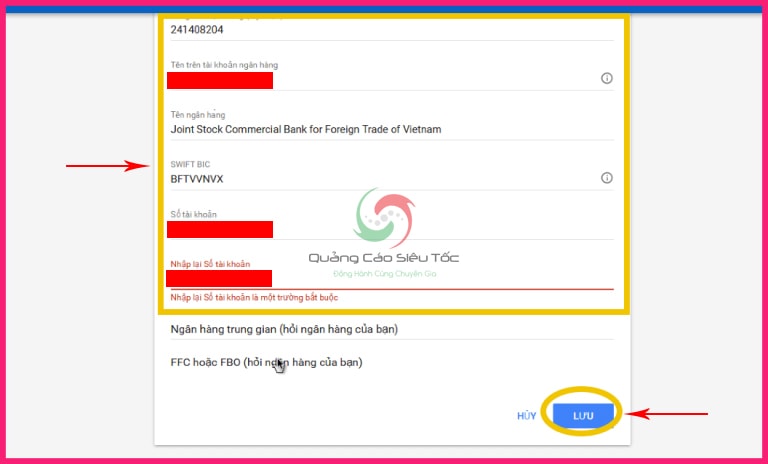 241408204
Tên trên tài khoản ngân hàng
Tên ngân hàng
Joint Stock Commercial Bank for Foreign Trade of Vietnam
SWIFT BIC
BFTVVNVX
Số tài khoản
Nhập lại Số tài khoản
Quảng Cáo Siêu Tốc
Đồng Hành Cùng Chuyên Gia
Nhập lại Số tài khoản là một trường bắt buộc
Ngân hàng trung gian (hỏi ngân hàng của bạn)
FFC hoặc FBO (hỏi ngân hàng của bạn)
HỦY
LƯU